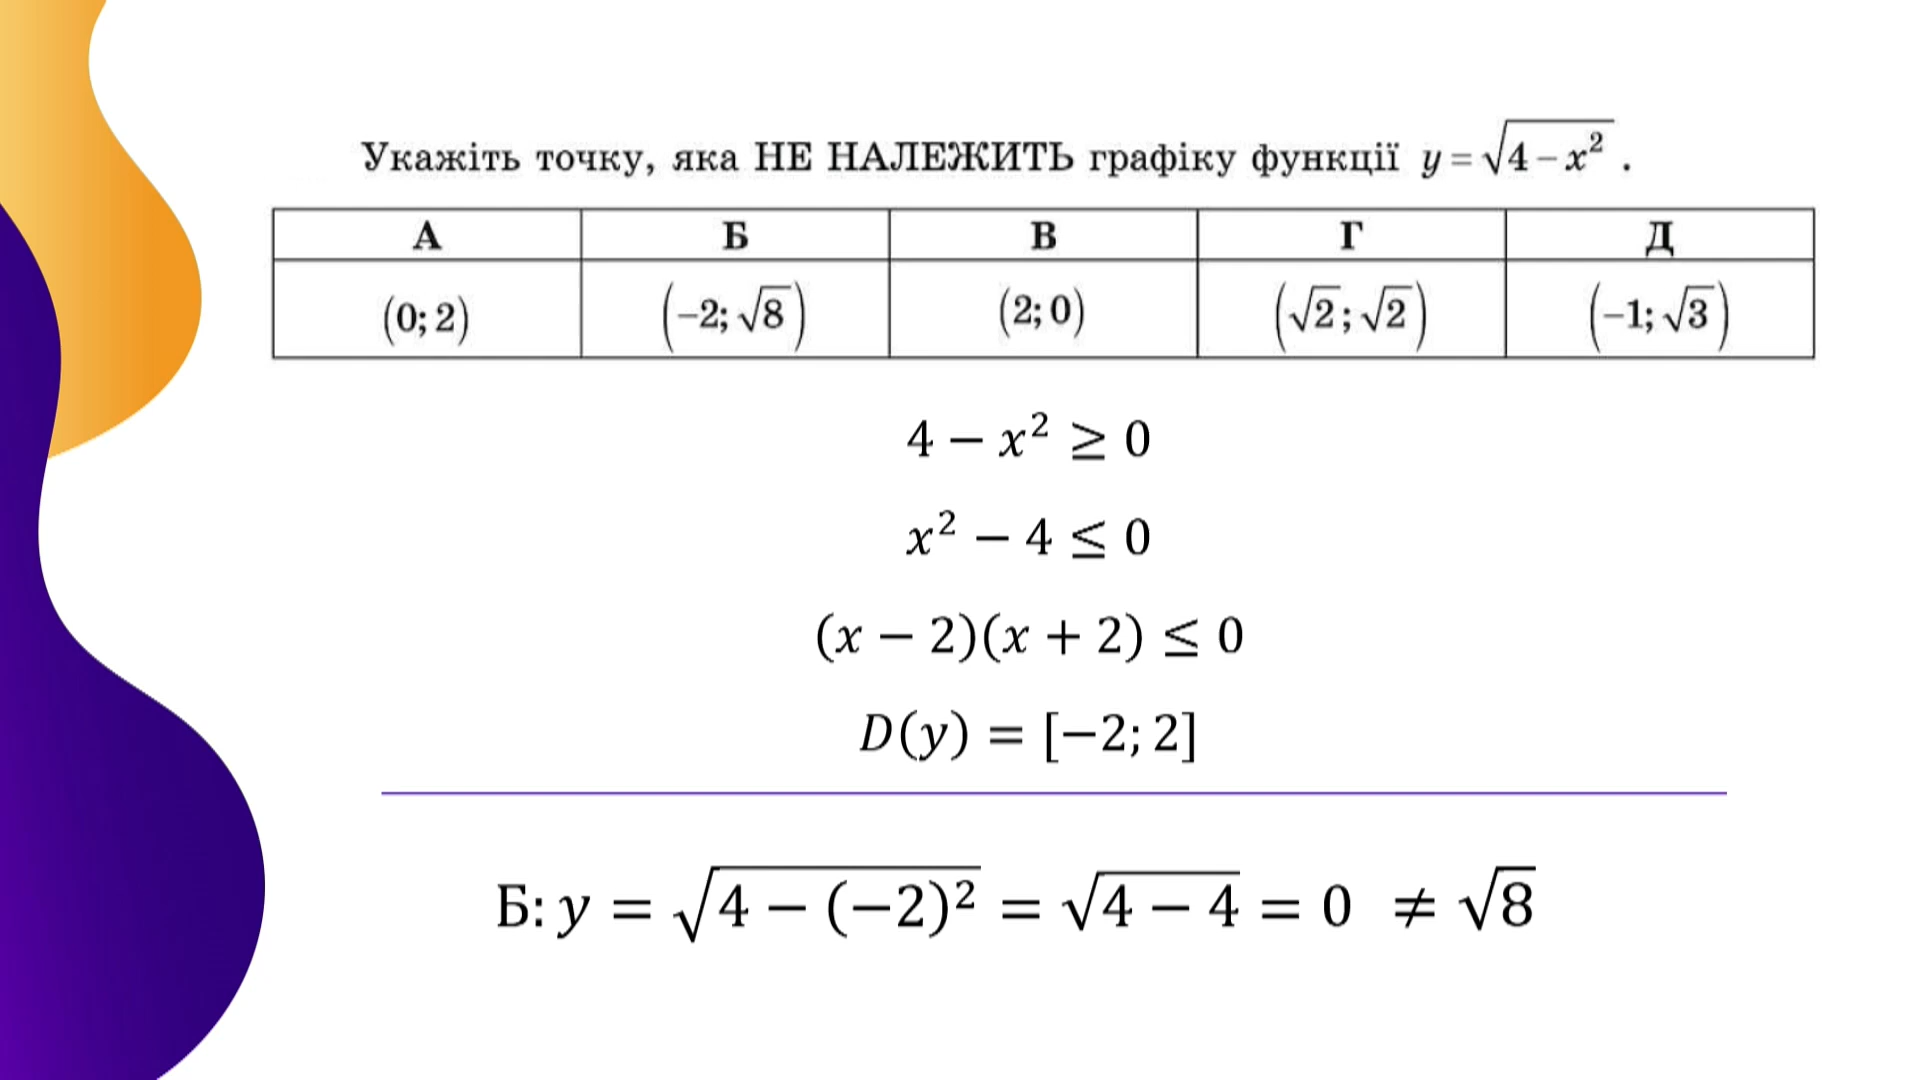 Укажіть точку, яка НЕ НАЛЕЖИТЬ графіку функції y = √(4 − x²) .
А Б В Г Д
(0; 2) (−2; √8) (2; 0) (√2; √2) (−1; √3)
4 − x² ≥ 0
x² − 4 ≤ 0
(x − 2)(x + 2) ≤ 0
D(y) = [−2; 2]
Б: y = √(4 − (−2)²) = √(4 − 4) = 0 ≠ √8